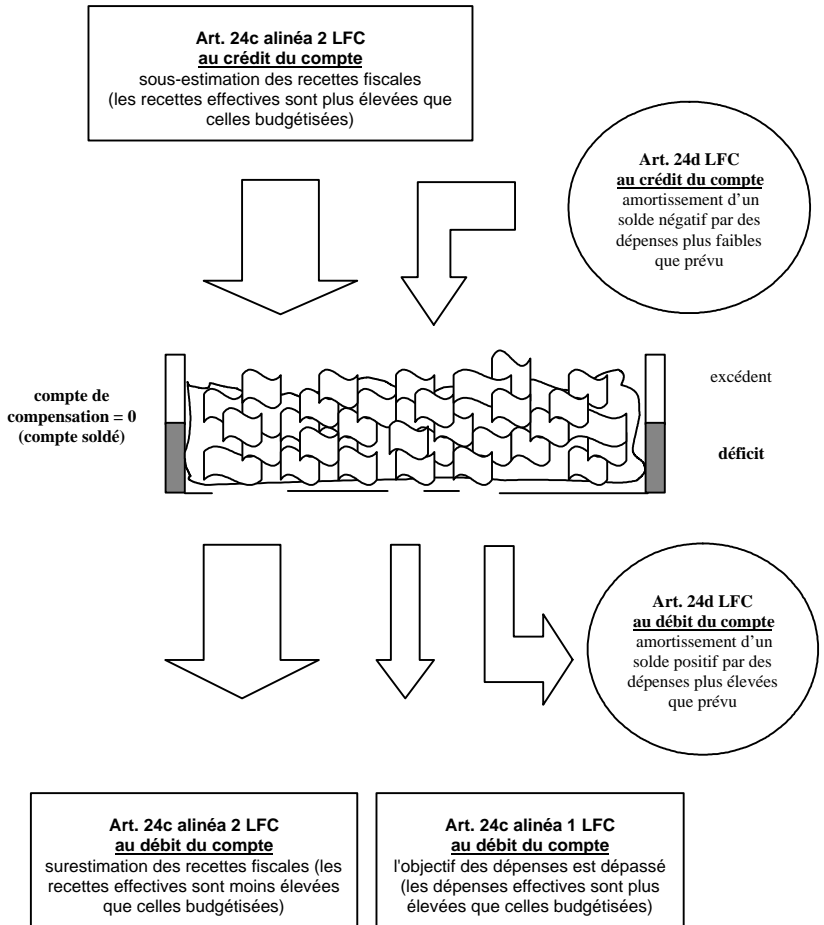 Art. 24c alinéa 2 LFC
au crédit du compte
sous-estimation des recettes fiscales
(les recettes effectives sont plus élevées que
celles budgétisées)
Art. 24d LFC
au crédit du compte
amortissement d'un
solde négatif par des
dépenses plus faibles
que prévu
compte de
compensation = 0
(compte soldé)
excédent
déficit
Art. 24d LFC
au débit du compte
amortissement d'un
solde positif par des
dépenses plus élevées
que prévu
Art. 24c alinéa 2 LFC
au débit du compte
surestimation des recettes fiscales (les
recettes effectives sont moins élevées
que celles budgétisées)
Art. 24c alinéa 1 LFC
au débit du compte
l'objectif des dépenses est dépassé
(les dépenses effectives sont plus
élevées que celles budgétisées)